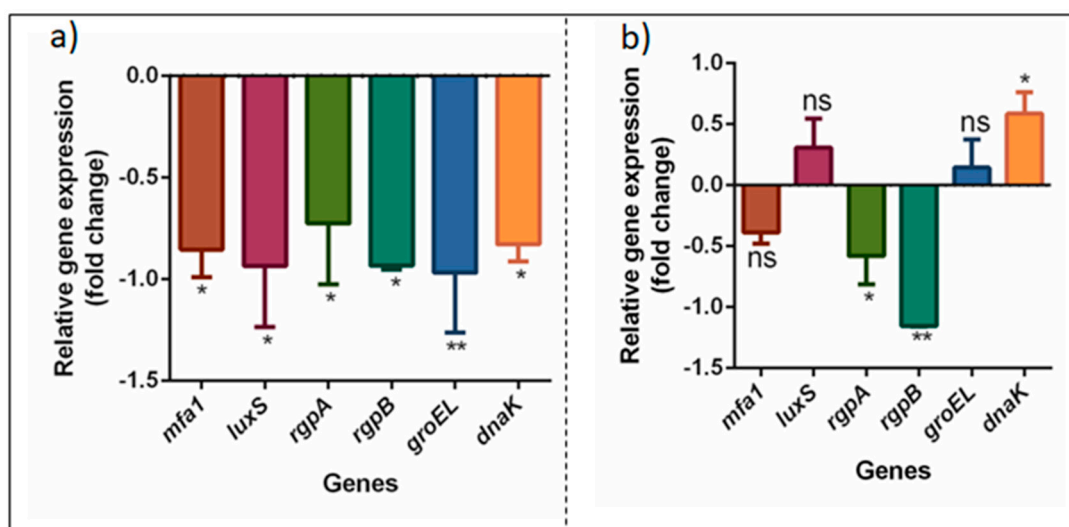 a)
Relative gene expression
(fold change)
0.0
-0.5
-1.0
-1.5
*
*
*
*
**
*
mfa1
luxS
rgpA
rgpB
groEL
dnaK
Genes
b)
Relative gene expression
(fold change)
1.0
0.5
0.0
-0.5
-1.0
-1.5
ns
ns
*
**
ns
*
mfa1
luxS
rgpA
rgpB
groEL
dnaK
Genes